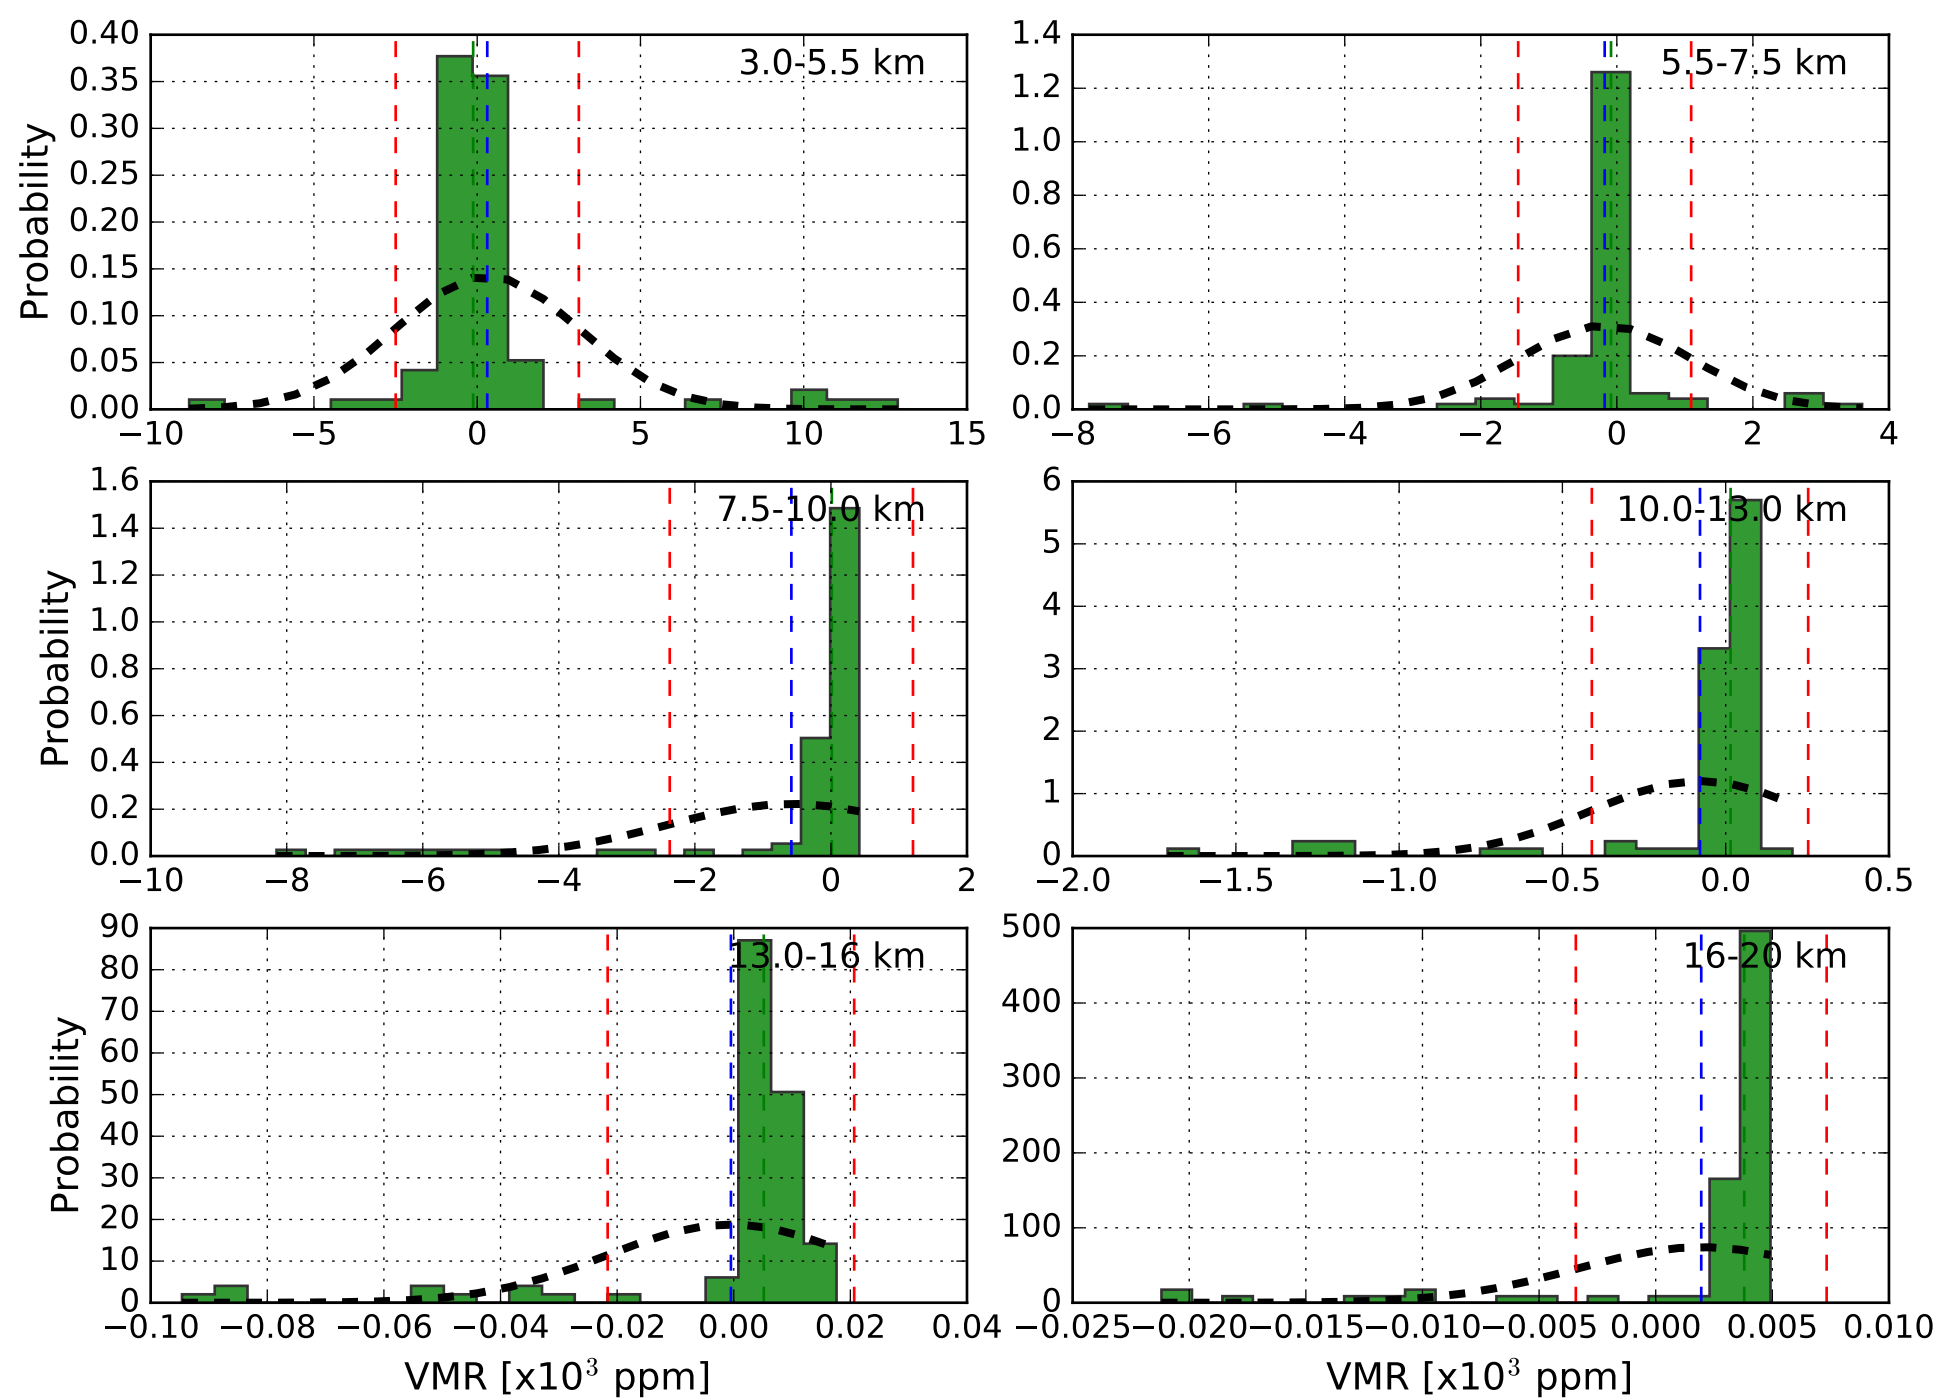 3.0-5.5 km
0.40
0.35
0.30
0.25
0.20
0.15
0.10
0.05
0.00
Probability
−10 −5 0 5 10 15
5.5-7.5 km
1.4
1.2
1.0
0.8
0.6
0.4
0.2
0.0
−8 −6 −4 −2 0 2 4
7.5-10.0 km
1.6
1.4
1.2
1.0
0.8
0.6
0.4
0.2
0.0
Probability
−10 −8 −6 −4 −2 0 2
10.0-13.0 km
6
5
4
3
2
1
0
−2.0 −1.5 −1.0 −0.5 0.0 0.5
13.0-16 km
90
80
70
60
50
40
30
20
10
0
Probability
−0.10 −0.08 −0.06 −0.04 −0.02 0.00 0.02 0.04
VMR [x10³ ppm]
16-20 km
500
400
300
200
100
0
−0.025 −0.020 −0.015 −0.010 −0.005 0.000 0.005 0.010
VMR [x10³ ppm]